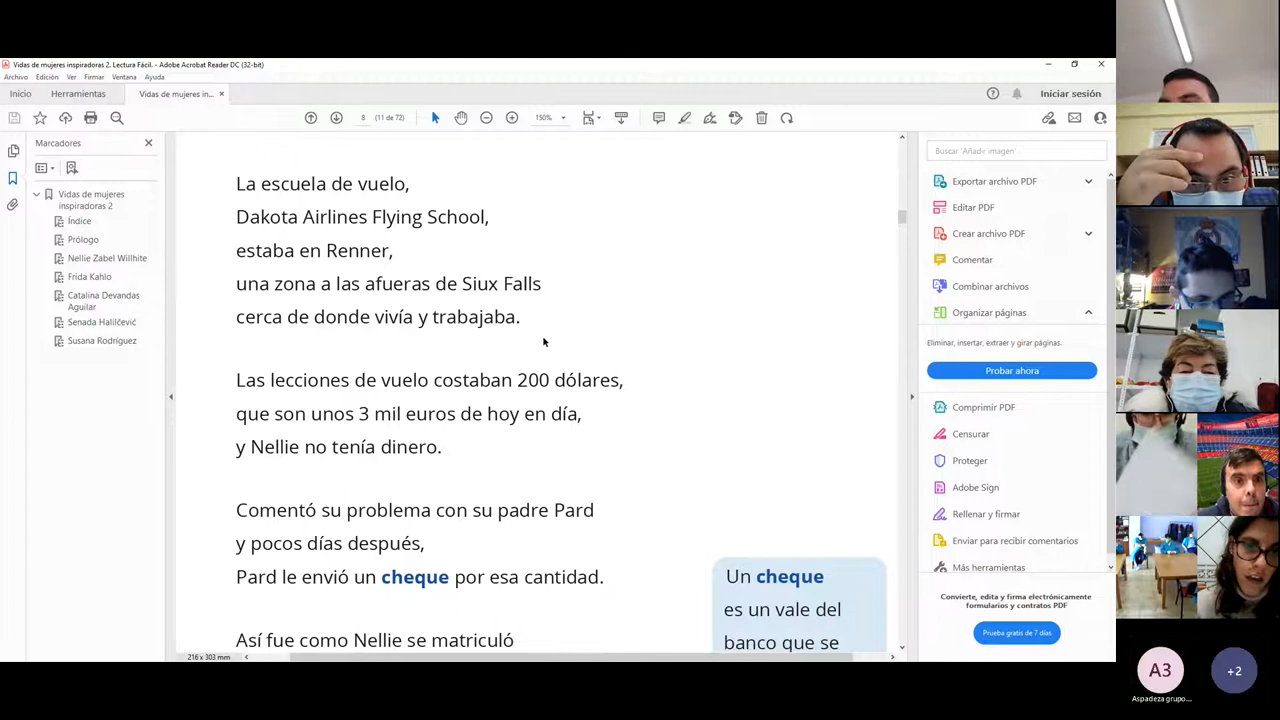 Vidas de mujeres inspiradoras 2. Lectura Fácil. - Adobe Acrobat Reader DC (32-bit)
Archivo Edición Ver Firmar Ventana Ayuda
Inicio Herramientas Vidas de mujeres in... × Iniciar sesión
8 (11 de 72) 150%
Marcadores
Vidas de mujeres
inspiradoras 2
Índice
Prólogo
Nellie Zabel Willhite
Frida Kahlo
Catalina Devandas
Aguilar
Senada Halilčević
Susana Rodríguez
La escuela de vuelo,
Dakota Airlines Flying School,
estaba en Renner,
una zona a las afueras de Siux Falls
cerca de donde vivía y trabajaba.
Las lecciones de vuelo costaban 200 dólares,
que son unos 3 mil euros de hoy en día,
y Nellie no tenía dinero.
Comentó su problema con su padre Pard
y pocos días después,
Pard le envió un cheque por esa cantidad.
Así fue como Nellie se matriculó
Un cheque
es un vale del
banco que se
216 x 303 mm
Buscar 'Añadir imagen'
Exportar archivo PDF
Editar PDF
Crear archivo PDF
Comentar
Combinar archivos
Organizar páginas
Eliminar, insertar, extraer y girar páginas.
Probar ahora
Comprimir PDF
Censurar
Proteger
Adobe Sign
Rellenar y firmar
Enviar para recibir comentarios
Más herramientas
Convierte, edita y firma electrónicamente
formularios y contratos PDF
Prueba gratis de 7 días
A3
+2
Aspadeza grupo...